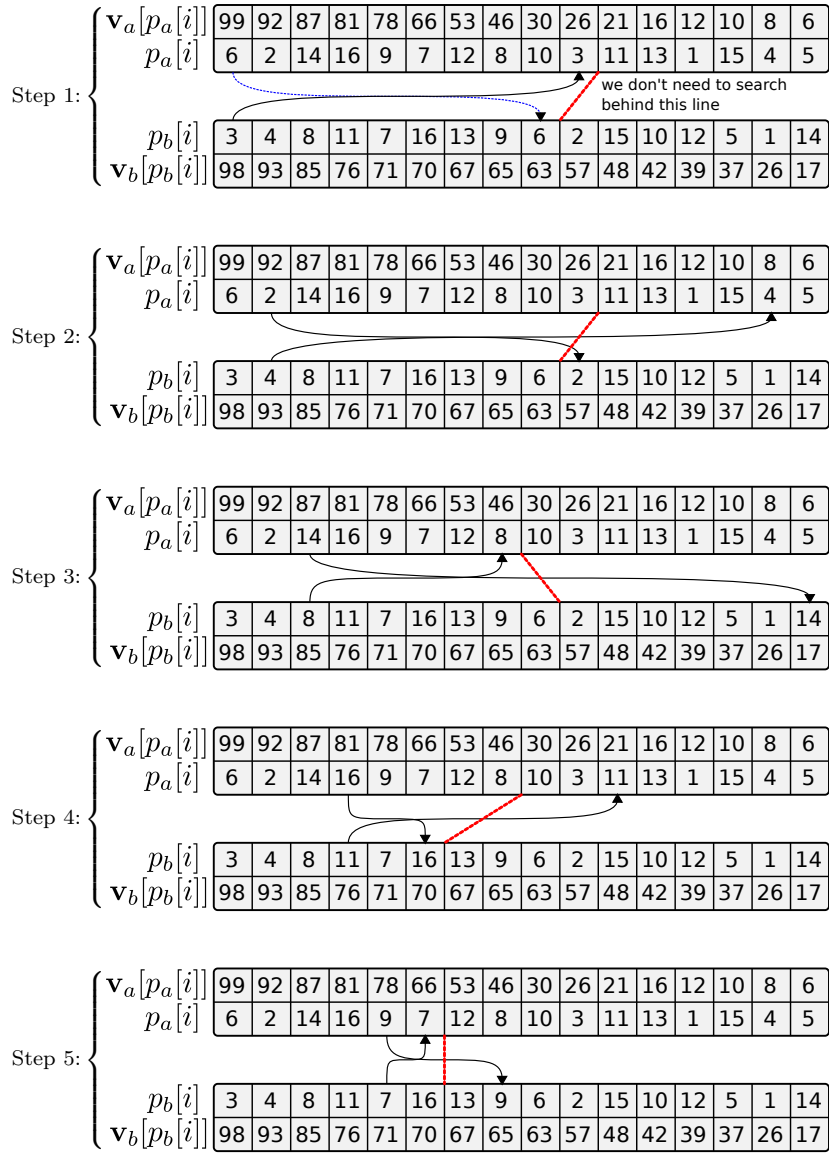 v_a[p_a[i]] 99 92 87 81 78 66 53 46 30 26 21 16 12 10 8 6
p_a[i] 6 2 14 16 9 7 12 8 10 3 11 13 1 15 4 5
Step 1:
we don't need to search
behind this line
p_b[i] 3 4 8 11 7 16 13 9 6 2 15 10 12 5 1 14
v_b[p_b[i]] 98 93 85 76 71 70 67 65 63 57 48 42 39 37 26 17
v_a[p_a[i]] 99 92 87 81 78 66 53 46 30 26 21 16 12 10 8 6
p_a[i] 6 2 14 16 9 7 12 8 10 3 11 13 1 15 4 5
Step 2:
p_b[i] 3 4 8 11 7 16 13 9 6 2 15 10 12 5 1 14
v_b[p_b[i]] 98 93 85 76 71 70 67 65 63 57 48 42 39 37 26 17
v_a[p_a[i]] 99 92 87 81 78 66 53 46 30 26 21 16 12 10 8 6
p_a[i] 6 2 14 16 9 7 12 8 10 3 11 13 1 15 4 5
Step 3:
p_b[i] 3 4 8 11 7 16 13 9 6 2 15 10 12 5 1 14
v_b[p_b[i]] 98 93 85 76 71 70 67 65 63 57 48 42 39 37 26 17
v_a[p_a[i]] 99 92 87 81 78 66 53 46 30 26 21 16 12 10 8 6
p_a[i] 6 2 14 16 9 7 12 8 10 3 11 13 1 15 4 5
Step 4:
p_b[i] 3 4 8 11 7 16 13 9 6 2 15 10 12 5 1 14
v_b[p_b[i]] 98 93 85 76 71 70 67 65 63 57 48 42 39 37 26 17
v_a[p_a[i]] 99 92 87 81 78 66 53 46 30 26 21 16 12 10 8 6
p_a[i] 6 2 14 16 9 7 12 8 10 3 11 13 1 15 4 5
Step 5:
p_b[i] 3 4 8 11 7 16 13 9 6 2 15 10 12 5 1 14
v_b[p_b[i]] 98 93 85 76 71 70 67 65 63 57 48 42 39 37 26 17